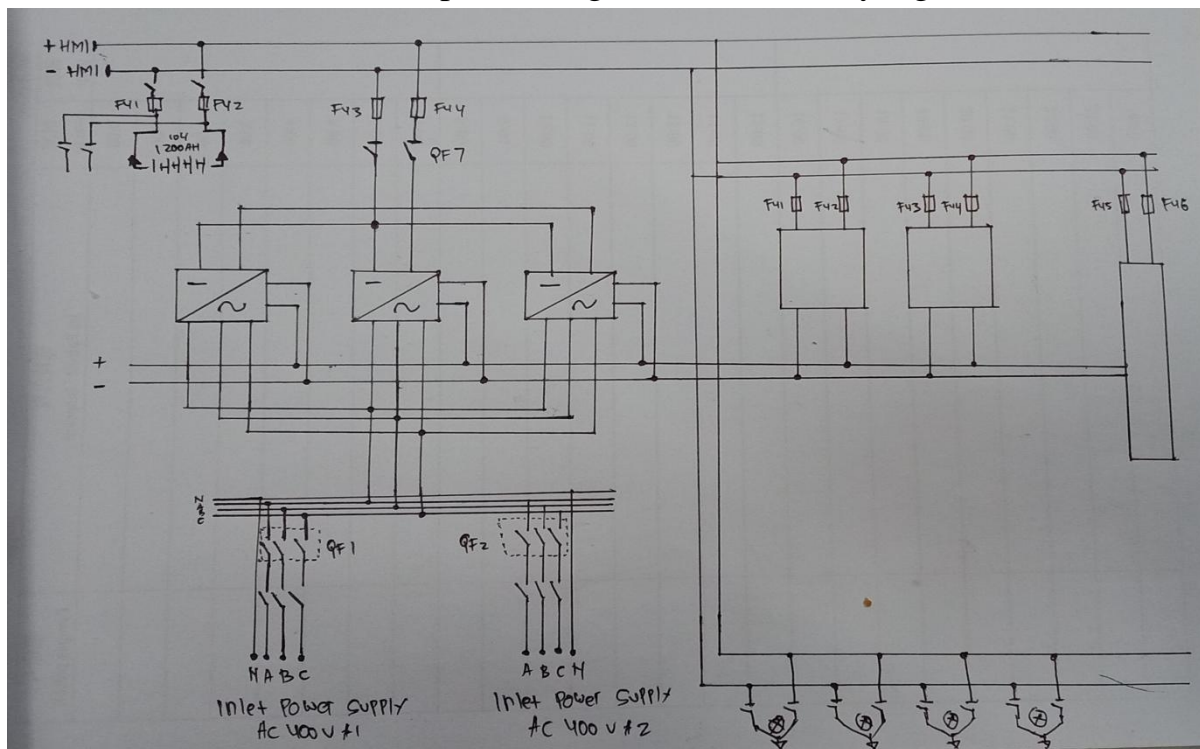 + HMI
- HMI
FU1
FU2
FU3
FU4
104
1200AH
QF7
FU1
FU2
FU3
FU4
FU5
FU6
+
-
N
A
B
C
QF1
QF2
N A B C
A B C N
Inlet Power Supply
AC 400 V #1
Inlet Power Supply
AC 400 V #2